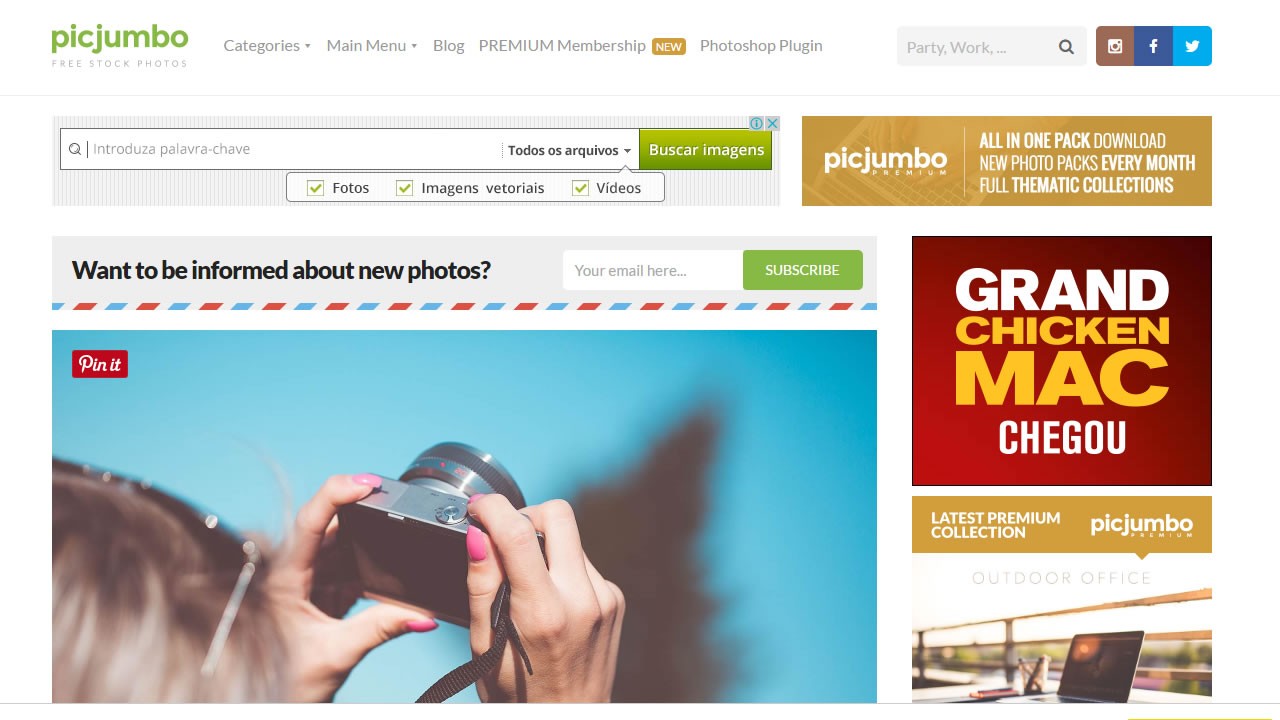 picjumbo
FREE STOCK PHOTOS
Categories
Main Menu
Blog
PREMIUM Membership NEW
Photoshop Plugin
Party, Work, ...
Introduza palavra-chave
Todos os arquivos
Buscar imagens
Fotos
Imagens vetoriais
Vídeos
picjumbo
PREMIUM
ALL IN ONE PACK DOWNLOAD
NEW PHOTO PACKS EVERY MONTH
FULL THEMATIC COLLECTIONS
Want to be informed about new photos?
Your email here...
SUBSCRIBE
Pin it
GRAND
CHICKEN
MAC
CHEGOU
LATEST PREMIUM
COLLECTION
picjumbo
PREMIUM
OUTDOOR OFFICE